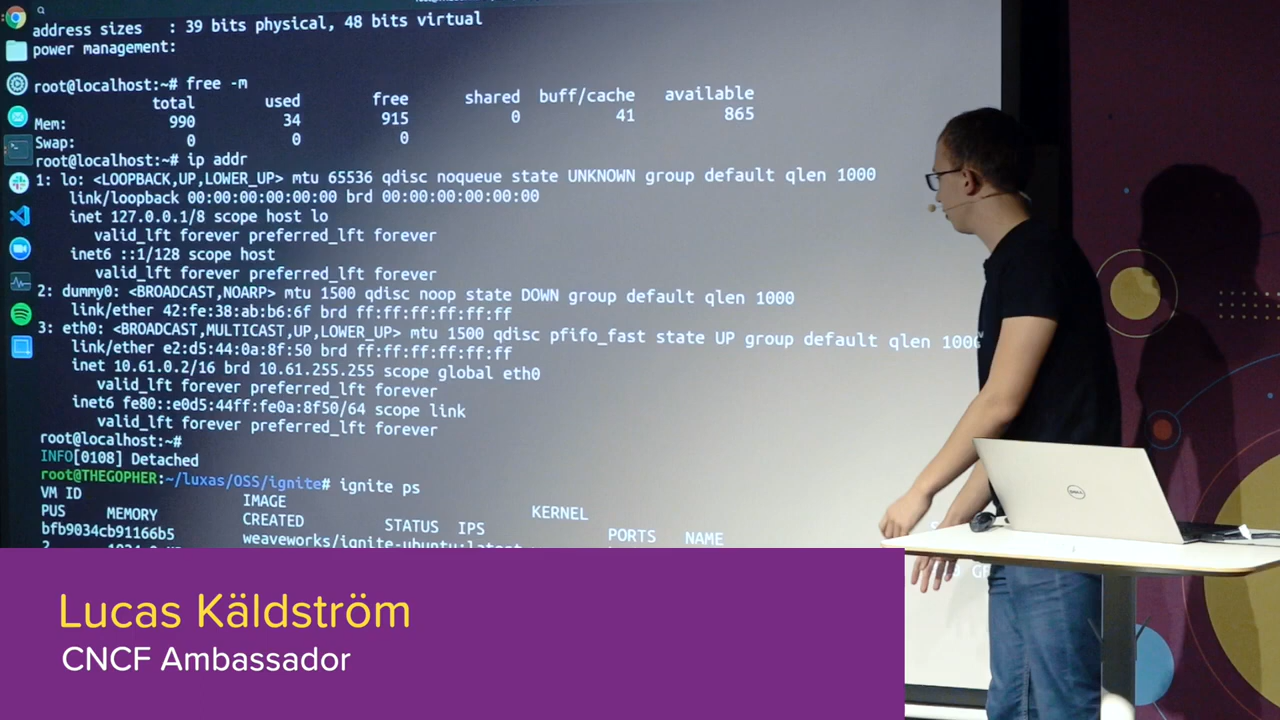 address sizes : 39 bits physical, 48 bits virtual
power management:
root@localhost:~# free -m
total used free shared buff/cache available
Mem: 990 34 915 0 41 865
Swap: 0 0 0
root@localhost:~# ip addr
1: lo: <LOOPBACK,UP,LOWER_UP> mtu 65536 qdisc noqueue state UNKNOWN group default qlen 1000
link/loopback 00:00:00:00:00:00 brd 00:00:00:00:00:00
inet 127.0.0.1/8 scope host lo
valid_lft forever preferred_lft forever
inet6 ::1/128 scope host
valid_lft forever preferred_lft forever
2: dummy0: <BROADCAST,NOARP> mtu 1500 qdisc noop state DOWN group default qlen 1000
link/ether 42:fe:38:ab:b6:6f brd ff:ff:ff:ff:ff:ff
3: eth0: <BROADCAST,MULTICAST,UP,LOWER_UP> mtu 1500 qdisc pfifo_fast state UP group default qlen 1000
link/ether e2:d5:44:0a:8f:50 brd ff:ff:ff:ff:ff:ff
inet 10.61.0.2/16 brd 10.61.255.255 scope global eth0
valid_lft forever preferred_lft forever
inet6 fe80::e0d5:44ff:fe0a:8f50/64 scope link
valid_lft forever preferred_lft forever
root@localhost:~#
INFO[0108] Detached
root@THEGOPHER:~/luxas/OSS/ignite# ignite ps
VM ID IMAGE KERNEL
PUS MEMORY CREATED STATUS IPS PORTS NAME
bfb9034cb91166b5 weaveworks/ignite-ubuntu:latest
DELL
Lucas Käldström
CNCF Ambassador